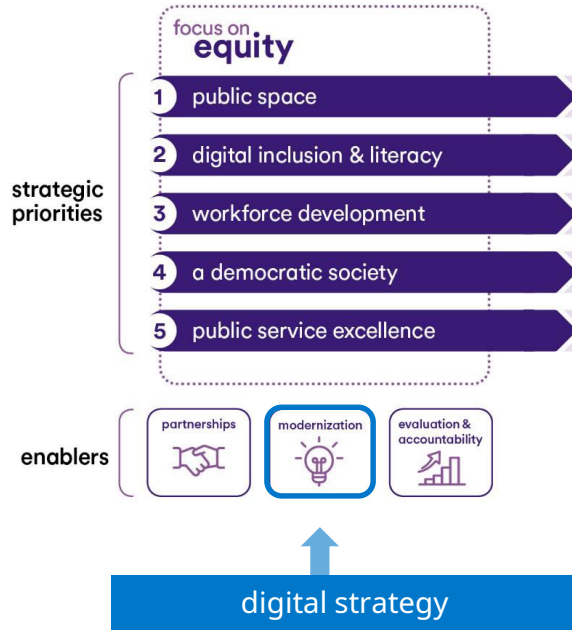 focus on
equity
1 public space
2 digital inclusion & literacy
strategic
priorities
3 workforce development
4 a democratic society
5 public service excellence
enablers
partnerships
modernization
evaluation &
accountability
digital strategy